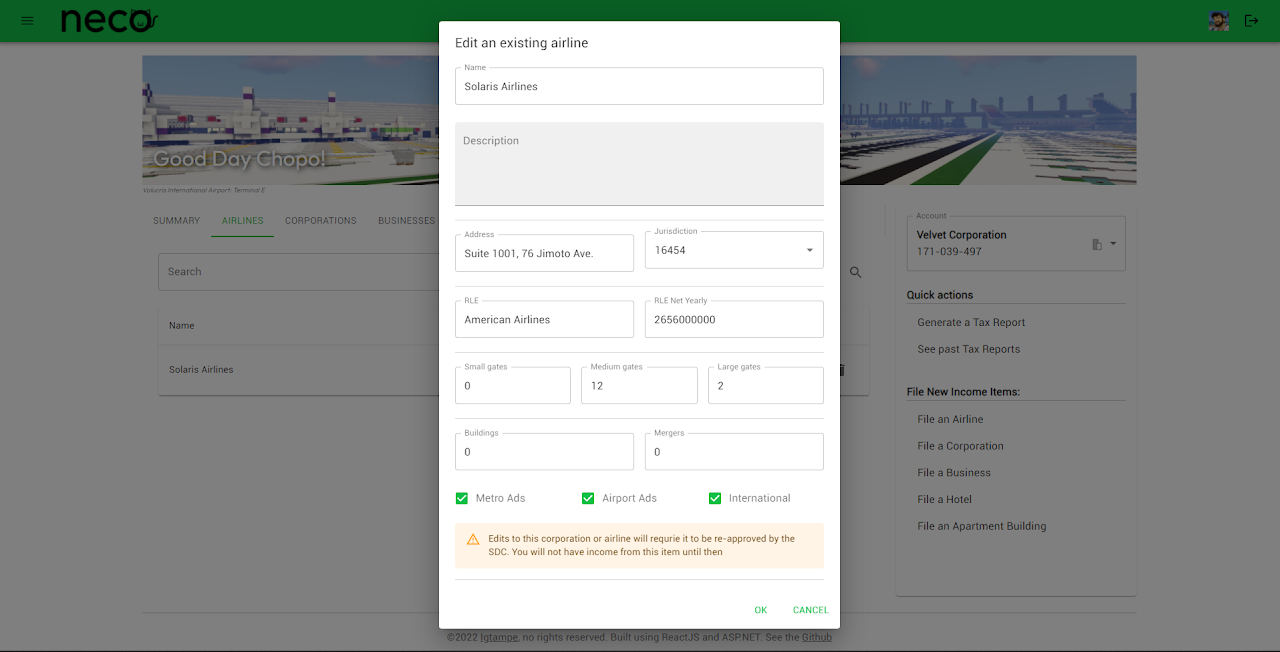 neco
Good Day Chopo!
Volucris International Airport: Terminal E
SUMMARY
AIRLINES
CORPORATIONS
BUSINESSES
Search
Name
Solaris Airlines
Edit an existing airline
Name
Solaris Airlines
Description
Address
Suite 1001, 76 Jimoto Ave.
Jurisdiction
16454
RLE
American Airlines
RLE Net Yearly
2656000000
Small gates
0
Medium gates
12
Large gates
2
Buildings
0
Mergers
0
Metro Ads
Airport Ads
International
Edits to this corporation or airline will requrie it to be re-approved by the
SDC. You will not have income from this item until then
OK
CANCEL
Account
Velvet Corporation
171-039-497
Quick actions
Generate a Tax Report
See past Tax Reports
File New Income Items:
File an Airline
File a Corporation
File a Business
File a Hotel
File an Apartment Building
©2022 Igtampe, no rights reserved. Built using ReactJS and ASP.NET. See the Github